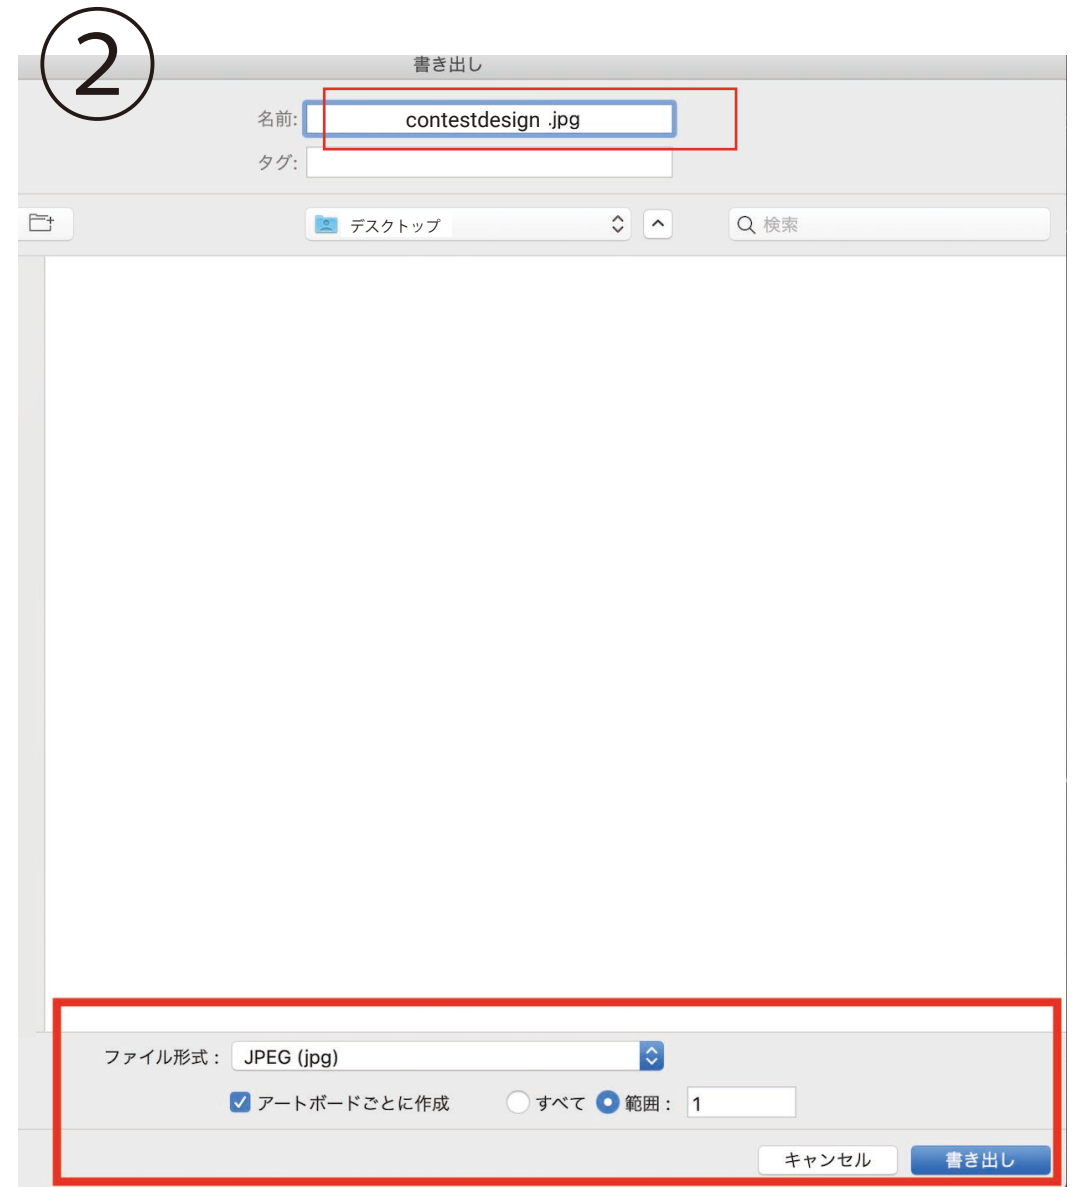 ②
書き出し
名前: contestdesign .jpg
タグ:
デスクトップ 検索
ファイル形式： JPEG (jpg)
アートボードごとに作成 すべて 範囲： 1
キャンセル 書き出し